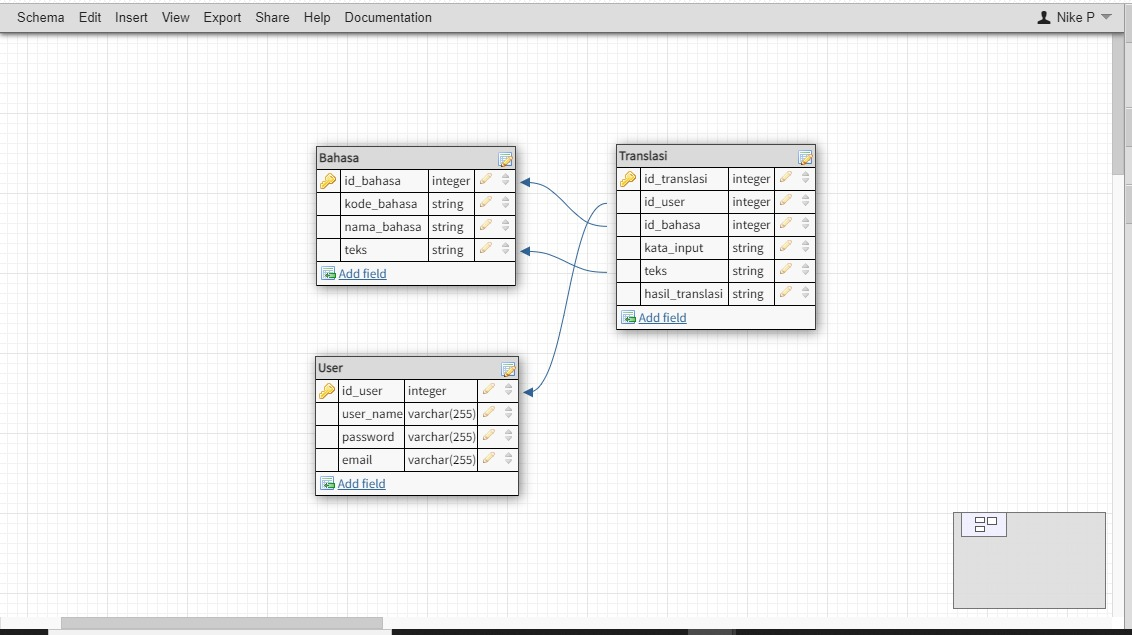 Schema Edit Insert View Export Share Help Documentation Nike P
Bahasa
id_bahasa integer
kode_bahasa string
nama_bahasa string
teks string
Add field
Translasi
id_translasi integer
id_user integer
id_bahasa integer
kata_input string
teks string
hasil_translasi string
Add field
User
id_user integer
user_name varchar(255)
password varchar(255)
email varchar(255)
Add field